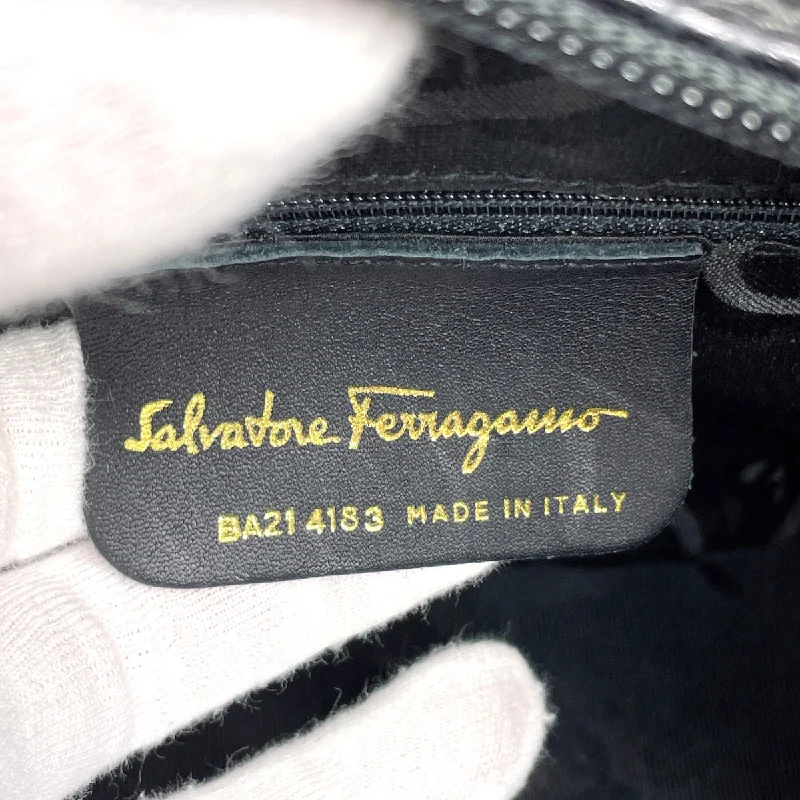 Salvatore Ferragamo
BA21 4183 MADE IN ITALY